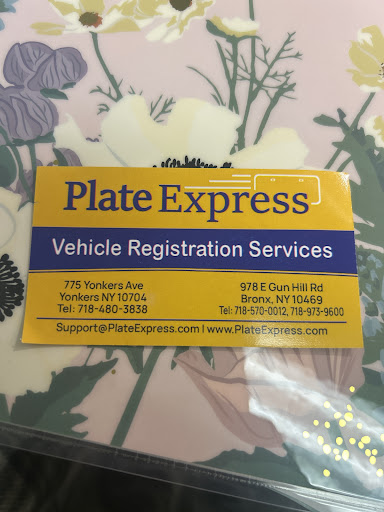 Plate Express
Vehicle Registration Services
775 Yonkers Ave
Yonkers NY 10704
Tel: 718-480-3838
978 E Gun Hill Rd
Bronx, NY 10469
Tel: 718-570-0012, 718-973-9600
Support@PlateExpress.com | www.PlateExpress.com